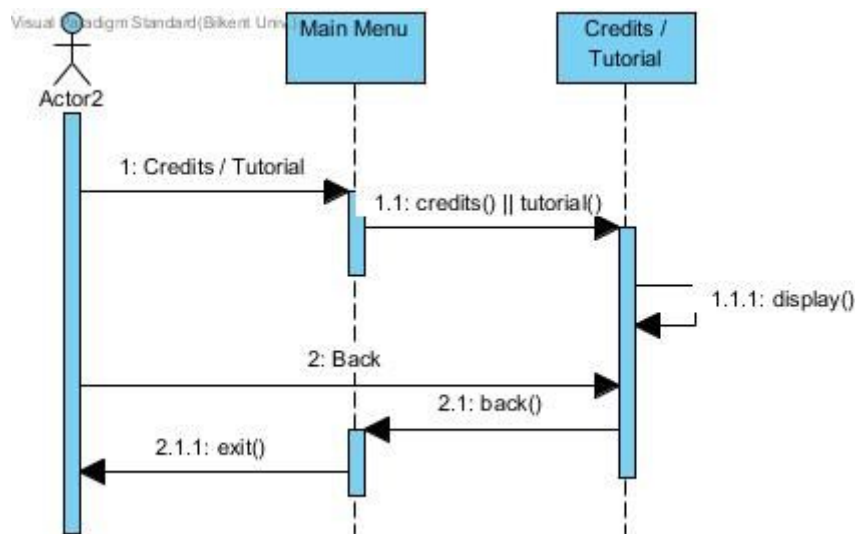 Visual Paradigm Standard(Bilkent Univ.)
Main Menu
Credits /
Tutorial
Actor2
1: Credits / Tutorial
1.1: credits() || tutorial()
1.1.1: display()
2: Back
2.1: back()
2.1.1: exit()